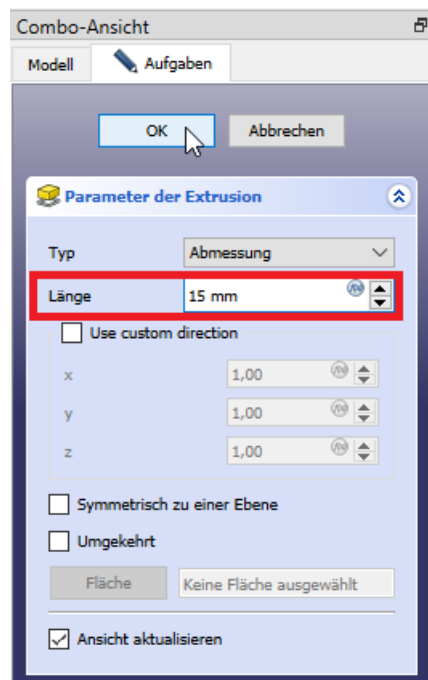 Combo-Ansicht
Modell Aufgaben
OK Abbrechen
Parameter der Extrusion
Typ Abmessung
Länge 15 mm
Use custom direction
x 1,00
y 1,00
z 1,00
Symmetrisch zu einer Ebene
Umgekehrt
Fläche Keine Fläche ausgewählt
Ansicht aktualisieren